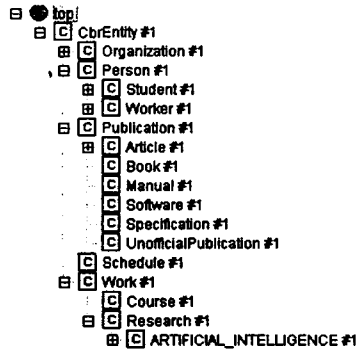 top
C CbrEntity #1
C Organization #1
C Person #1
C Student #1
C Worker #1
C Publication #1
C Article #1
C Book #1
C Manual #1
C Software #1
C Specification #1
C UnofficialPublication #1
C Schedule #1
C Work #1
C Course #1
C Research #1
C ARTIFICIAL_INTELLIGENCE #1